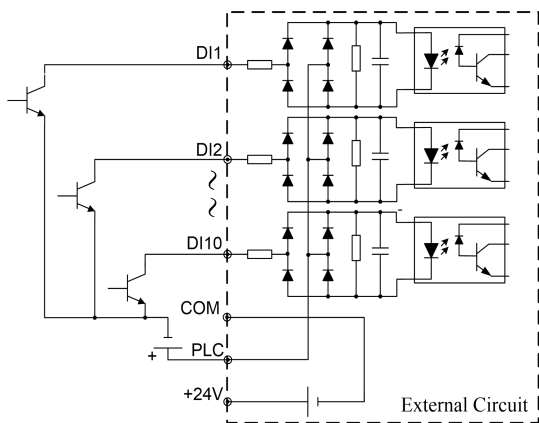 DI1
DI2
~
~
DI10
COM
+
PLC
+24V
External Circuit